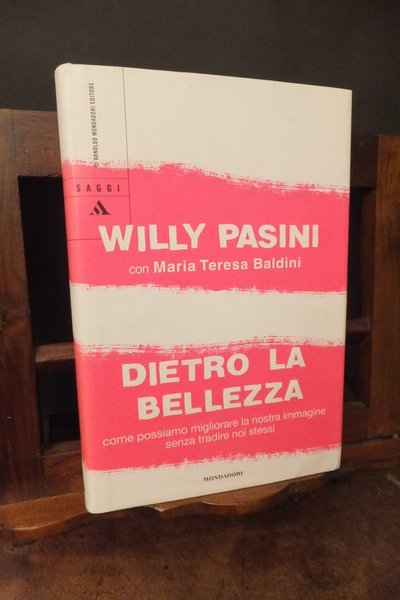 © ARNOLDO MONDADORI EDITORE
SAGGI
WILLY PASINI
con Maria Teresa Baldini
DIETRO LA
BELLEZZA
come possiamo migliorare la nostra immagine
senza tradire noi stessi
MONDADORI